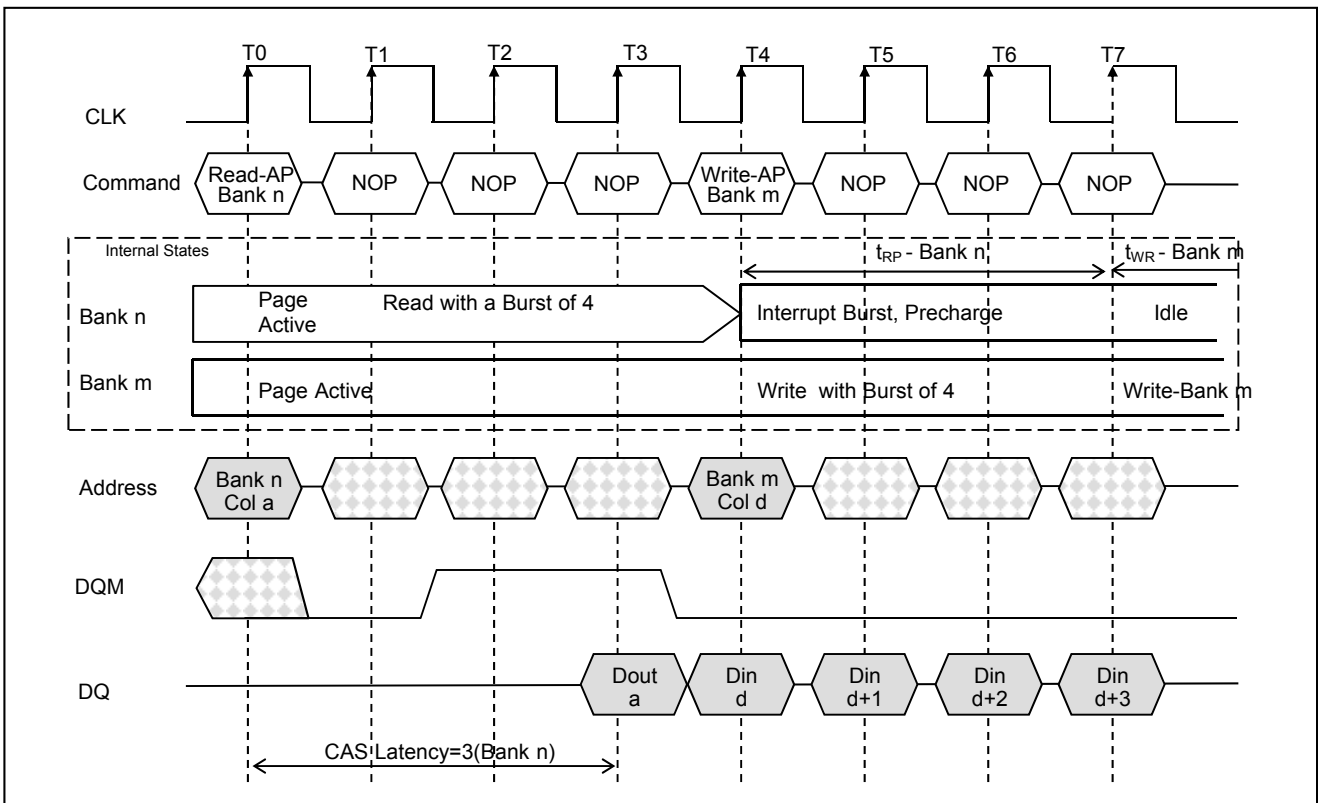 T0 T1 T2 T3 T4 T5 T6 T7
CLK
Command
Read-AP
Bank n
NOP
NOP
NOP
Write-AP
Bank m
NOP
NOP
NOP
Internal States
tRP - Bank n
tWR - Bank m
Bank n
Page
Active
Read with a Burst of 4
Interrupt Burst, Precharge
Idle
Bank m
Page Active
Write with Burst of 4
Write-Bank m
Address
Bank n
Col a
Bank m
Col d
DQM
DQ
Dout
a
Din
d
Din
d+1
Din
d+2
Din
d+3
CAS Latency=3(Bank n)